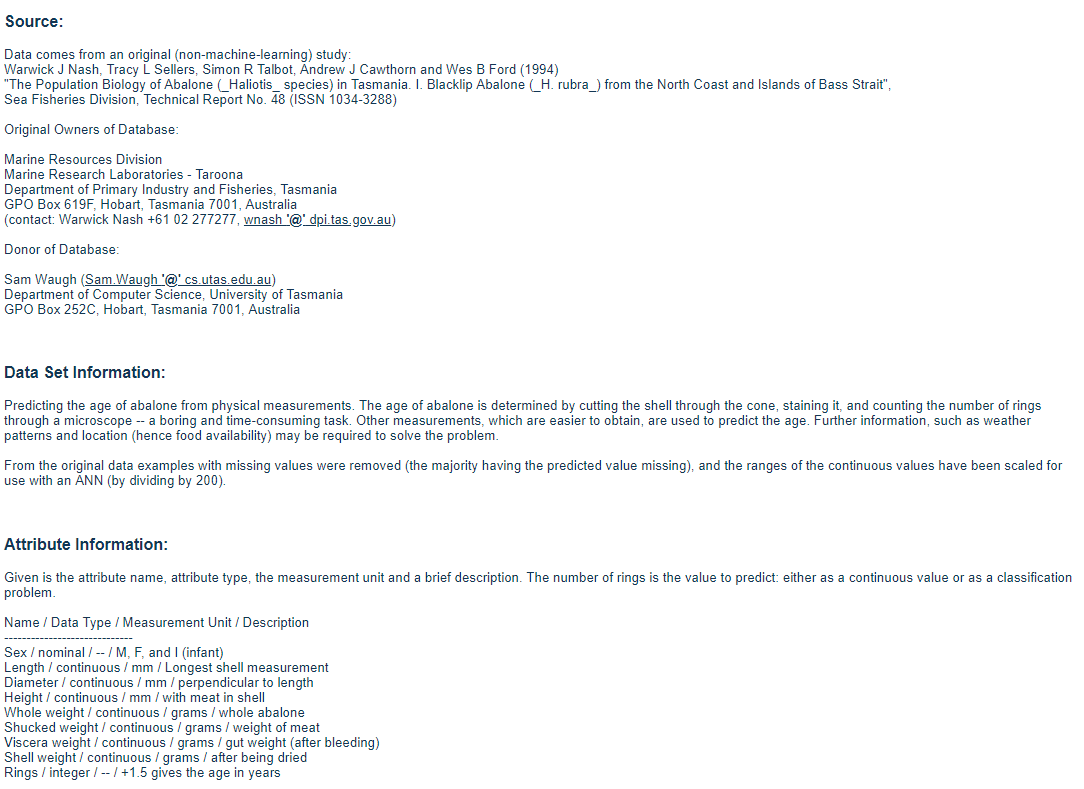 Source:
Data comes from an original (non-machine-learning) study:
Warwick J Nash, Tracy L Sellers, Simon R Talbot, Andrew J Cawthorn and Wes B Ford (1994)
"The Population Biology of Abalone (_Haliotis_ species) in Tasmania. I. Blacklip Abalone (_H. rubra_) from the North Coast and Islands of Bass Strait",
Sea Fisheries Division, Technical Report No. 48 (ISSN 1034-3288)
Original Owners of Database:
Marine Resources Division
Marine Research Laboratories - Taroona
Department of Primary Industry and Fisheries, Tasmania
GPO Box 619F, Hobart, Tasmania 7001, Australia
(contact: Warwick Nash +61 02 277277, wnash '@' dpi.tas.gov.au)
Donor of Database:
Sam Waugh (Sam.Waugh '@' cs.utas.edu.au)
Department of Computer Science, University of Tasmania
GPO Box 252C, Hobart, Tasmania 7001, Australia
Data Set Information:
Predicting the age of abalone from physical measurements. The age of abalone is determined by cutting the shell through the cone, staining it, and counting the number of rings
through a microscope -- a boring and time-consuming task. Other measurements, which are easier to obtain, are used to predict the age. Further information, such as weather
patterns and location (hence food availability) may be required to solve the problem.
From the original data examples with missing values were removed (the majority having the predicted value missing), and the ranges of the continuous values have been scaled for
use with an ANN (by dividing by 200).
Attribute Information:
Given is the attribute name, attribute type, the measurement unit and a brief description. The number of rings is the value to predict: either as a continuous value or as a classification
problem.
Name / Data Type / Measurement Unit / Description
-----------------------------
Sex / nominal / -- / M, F, and I (infant)
Length / continuous / mm / Longest shell measurement
Diameter / continuous / mm / perpendicular to length
Height / continuous / mm / with meat in shell
Whole weight / continuous / grams / whole abalone
Shucked weight / continuous / grams / weight of meat
Viscera weight / continuous / grams / gut weight (after bleeding)
Shell weight / continuous / grams / after being dried
Rings / integer / -- / +1.5 gives the age in years